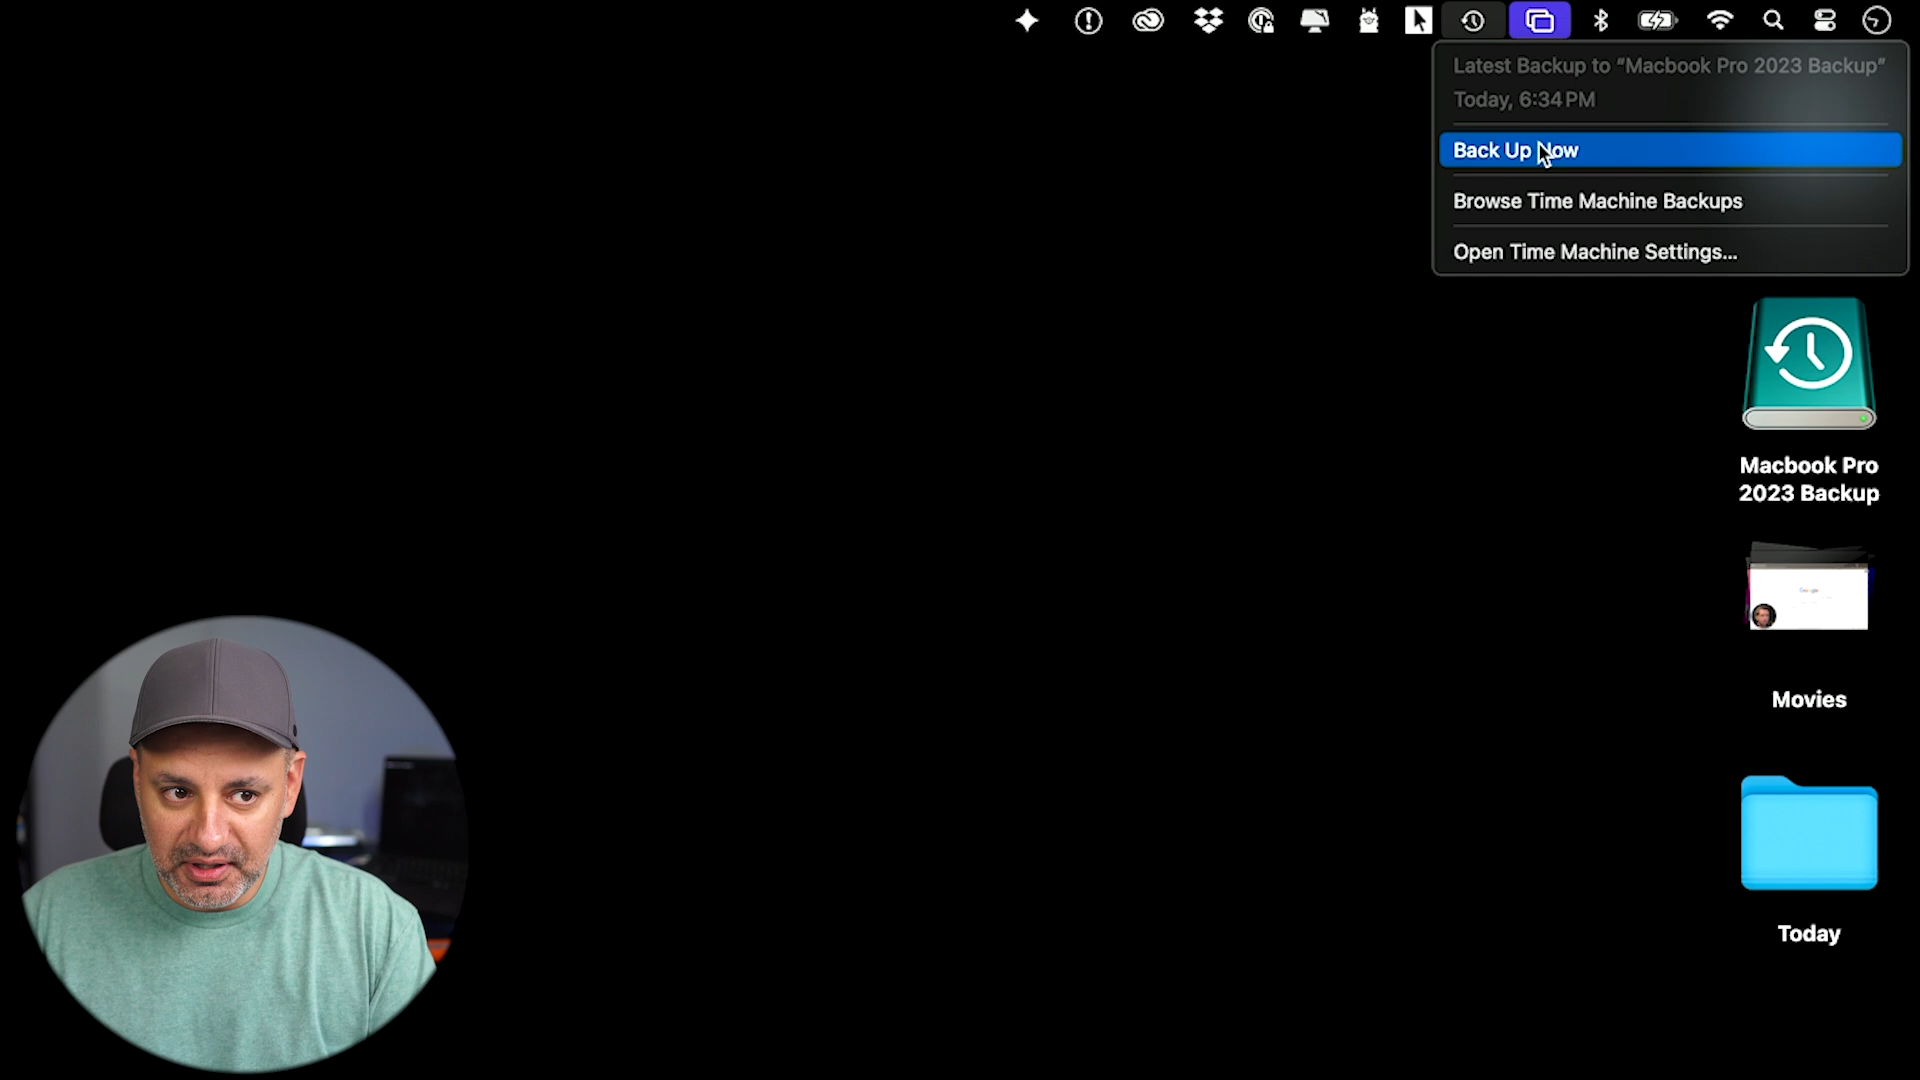 Latest Backup to “Macbook Pro 2023 Backup”
Today, 6:34 PM
Back Up Now
Browse Time Machine Backups
Open Time Machine Settings...
Macbook Pro
2023 Backup
Google
Movies
Today